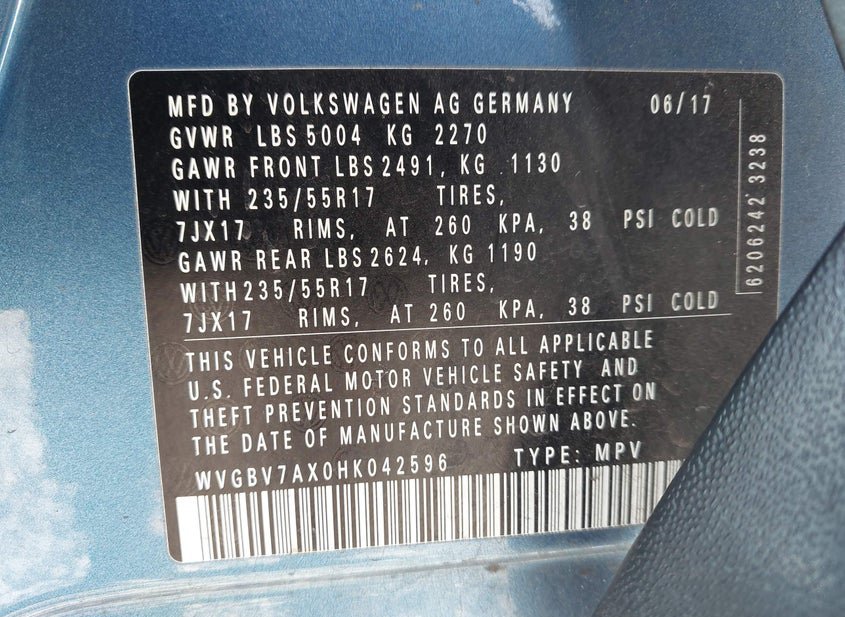 MFD BY VOLKSWAGEN AG GERMANY 06/17
GVWR LBS 5004 KG 2270
GAWR FRONT LBS 2491, KG 1130
WITH 235/55R17 TIRES,
7JX17 RIMS, AT 260 KPA, 38 PSI COLD
GAWR REAR LBS 2624, KG 1190
WITH 235/55R17 TIRES,
7JX17 RIMS, AT 260 KPA, 38 PSI COLD
THIS VEHICLE CONFORMS TO ALL APPLICABLE
U.S. FEDERAL MOTOR VEHICLE SAFETY AND
THEFT PREVENTION STANDARDS IN EFFECT ON
THE DATE OF MANUFACTURE SHOWN ABOVE.
WVGBV7AX0HK042596 TYPE: MPV
6206242 3238